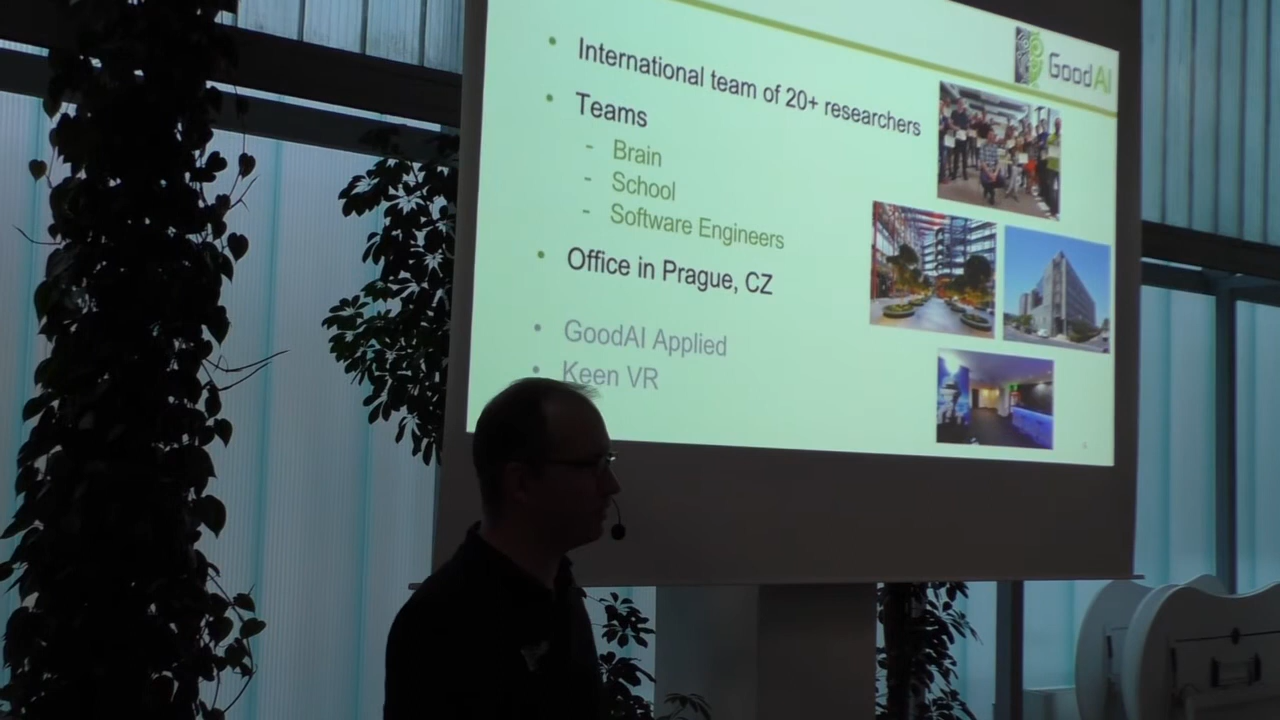 GoodAI
• International team of 20+ researchers
• Teams
- Brain
- School
- Software Engineers
• Office in Prague, CZ
• GoodAI Applied
• Keen VR